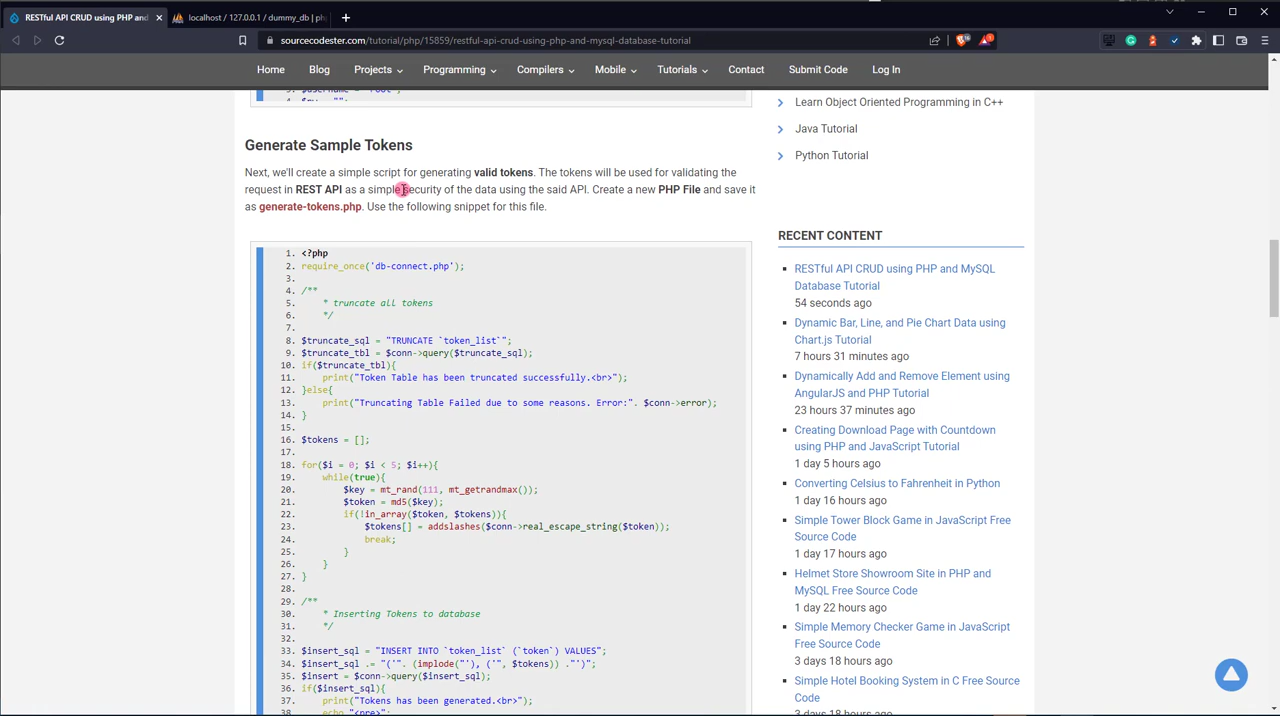 RESTful API CRUD using PHP and
localhost / 127.0.0.1 / dummy_db | ph
sourcecodester.com/tutorial/php/15859/restful-api-crud-using-php-and-mysql-database-tutorial
Home Blog Projects Programming Compilers Mobile Tutorials Contact Submit Code Log In
Generate Sample Tokens
Next, we'll create a simple script for generating valid tokens. The tokens will be used for validating the
request in REST API as a simple security of the data using the said API. Create a new PHP File and save it
as generate-tokens.php. Use the following snippet for this file.
1. <?php
2. require_once('db-connect.php');
3.
4. /**
5. * truncate all tokens
6. */
7.
8. $truncate_sql = "TRUNCATE `token_list`";
9. $truncate_tbl = $conn->query($truncate_sql);
10. if($truncate_tbl){
11. print("Token Table has been truncated successfully.<br>");
12. }else{
13. print("Truncating Table Failed due to some reasons. Error:". $conn->error);
14. }
15.
16. $tokens = [];
17.
18. for($i = 0; $i < 5; $i++){
19. while(true){
20. $key = mt_rand(111, mt_getrandmax());
21. $token = md5($key);
22. if(!in_array($token, $tokens)){
23. $tokens[] = addslashes($conn->real_escape_string($token));
24. break;
25. }
26. }
27. }
28.
29. /**
30. * Inserting Tokens to database
31. */
32.
33. $insert_sql = "INSERT INTO `token_list` (`token`) VALUES";
34. $insert_sql .= "('". (implode("'), ('", $tokens)) ."')";
35. $insert = $conn->query($insert_sql);
36. if($insert_sql){
37. print("Tokens has been generated.<br>");
38. echo "<pre>";
Learn Object Oriented Programming in C++
Java Tutorial
Python Tutorial
RECENT CONTENT
RESTful API CRUD using PHP and MySQL
Database Tutorial
54 seconds ago
Dynamic Bar, Line, and Pie Chart Data using
Chart.js Tutorial
7 hours 31 minutes ago
Dynamically Add and Remove Element using
AngularJS and PHP Tutorial
23 hours 37 minutes ago
Creating Download Page with Countdown
using PHP and JavaScript Tutorial
1 day 5 hours ago
Converting Celsius to Fahrenheit in Python
1 day 16 hours ago
Simple Tower Block Game in JavaScript Free
Source Code
1 day 17 hours ago
Helmet Store Showroom Site in PHP and
MySQL Free Source Code
1 day 22 hours ago
Simple Memory Checker Game in JavaScript
Free Source Code
3 days 18 hours ago
Simple Hotel Booking System in C Free Source
Code
3 days 18 hours ago